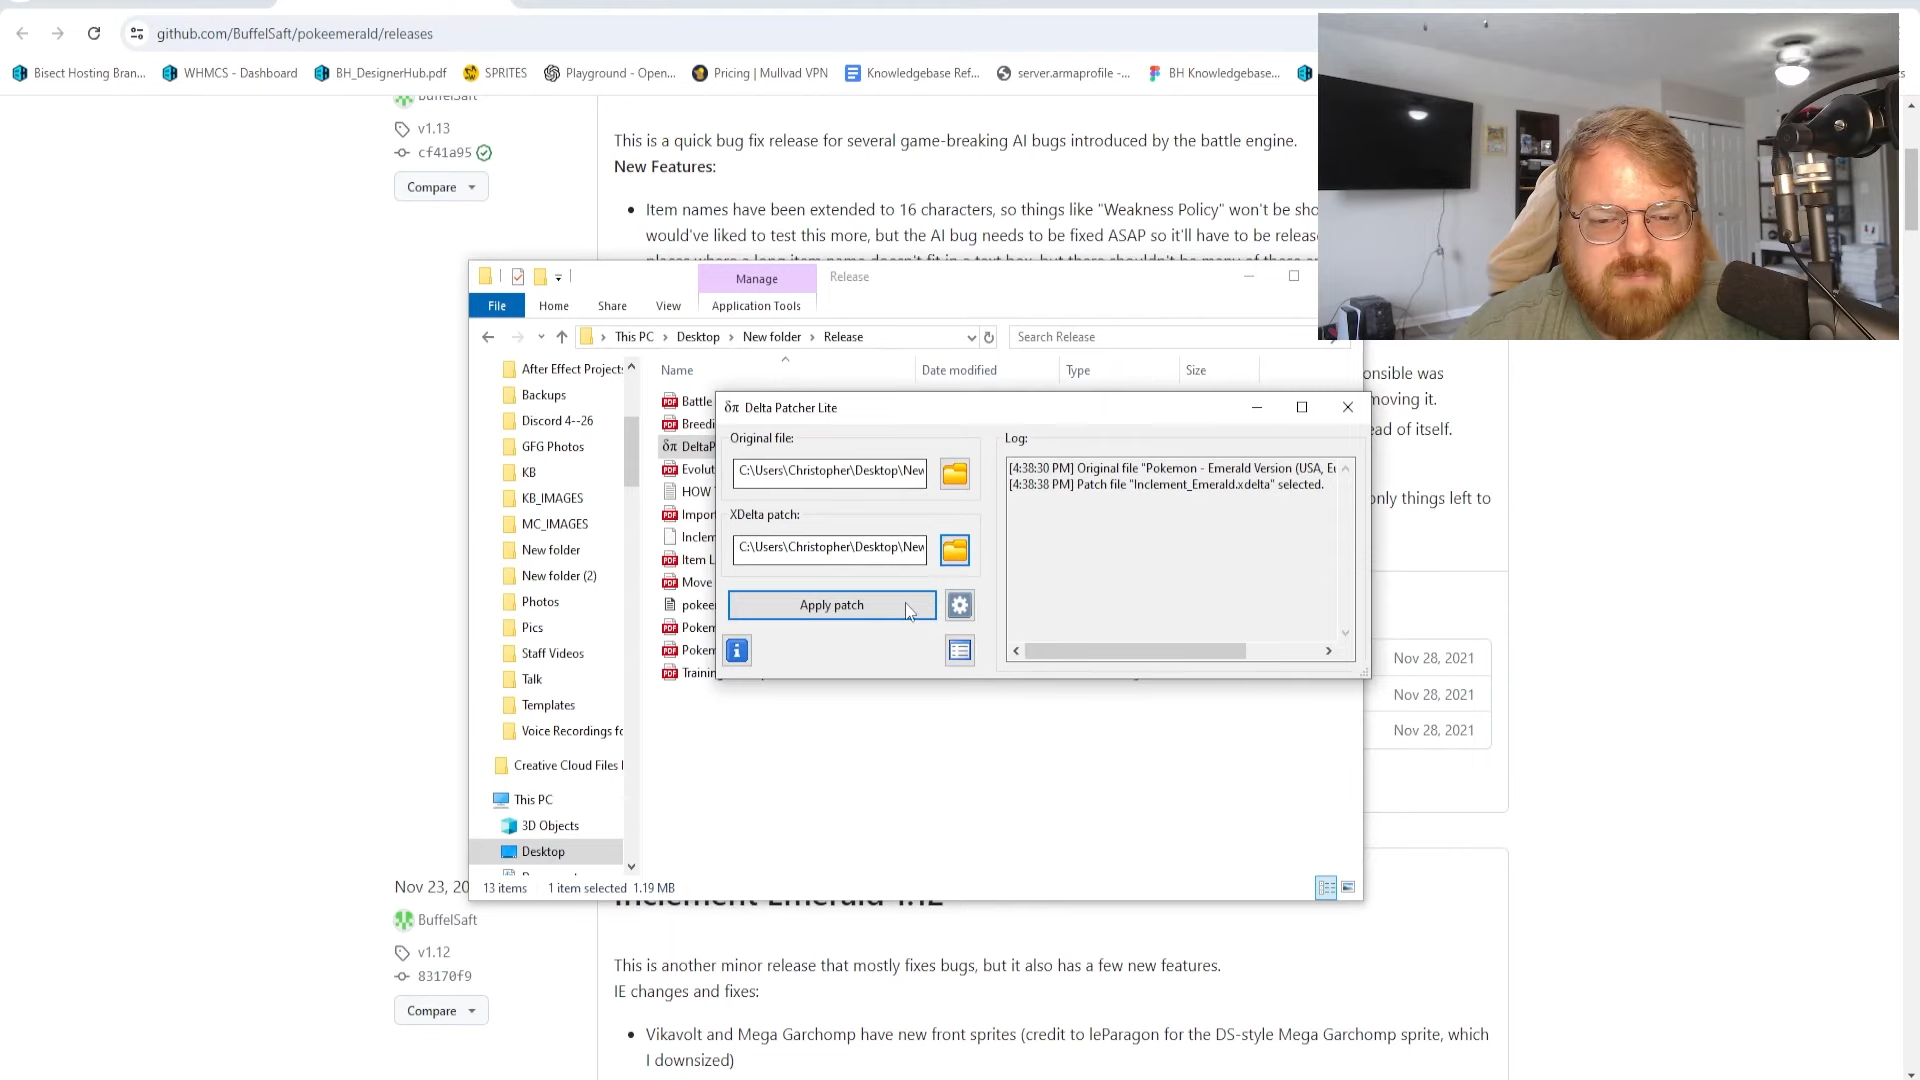 github.com/BuffelSaft/pokeemerald/releases
Bisect Hosting Bran...
WHMCS - Dashboard
BH_DesignerHub.pdf
SPRITES
Playground - Open...
Pricing | Mullvad VPN
Knowledgebase Ref...
server.armaprofile -...
BH Knowledgebase...
BuffelSaft
v1.13
cf41a95
Compare
This is a quick bug fix release for several game-breaking AI bugs introduced by the battle engine.
New Features:
Item names have been extended to 16 characters, so things like "Weakness Policy" won't be sho
would've liked to test this more, but the AI bug needs to be fixed ASAP so it'll have to be releas
onsible was
moving it.
ead of itself.
only things left to
Nov 28, 2021
Nov 28, 2021
Nov 28, 2021
Manage
Release
File
Home
Share
View
Application Tools
This PC > Desktop > New folder > Release
Search Release
Name
Date modified
Type
Size
After Effect Project
Backups
Discord 4--26
GFG Photos
KB
KB_IMAGES
MC_IMAGES
New folder
New folder (2)
Photos
Pics
Staff Videos
Talk
Templates
Voice Recordings fo
Creative Cloud Files
This PC
3D Objects
Desktop
Battle
Breedi
δπ DeltaP
Evolut
HOW
Impor
Inclem
Item L
Move
pokee
Pokem
Pokem
Training
13 items
1 item selected 1.19 MB
δπ Delta Patcher Lite
Original file:
C:\Users\Christopher\Desktop\New
XDelta patch:
C:\Users\Christopher\Desktop\New
Apply patch
Log:
[4:38:30 PM] Original file "Pokemon - Emerald Version (USA, Eu
[4:38:38 PM] Patch file "Inclement_Emerald.xdelta" selected.
Nov 23, 20
BuffelSaft
v1.12
83170f9
Compare
Inclement Emerald 1.12
This is another minor release that mostly fixes bugs, but it also has a few new features.
IE changes and fixes:
Vikavolt and Mega Garchomp have new front sprites (credit to leParagon for the DS-style Mega Garchomp sprite, which
I downsized)